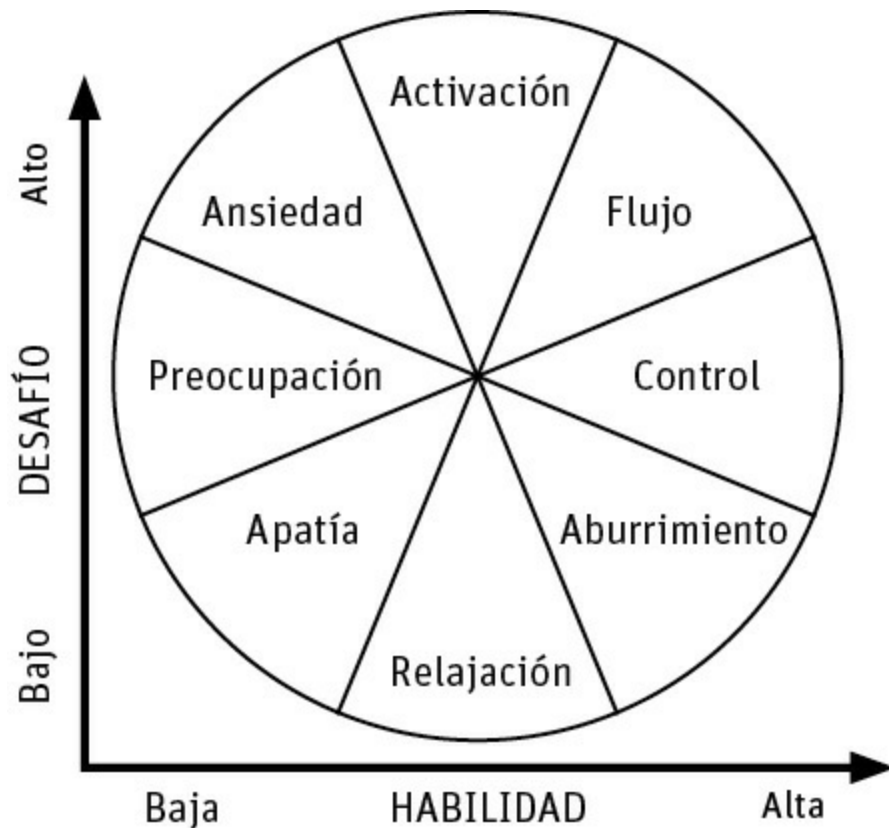 Activación
Alto
Ansiedad
Flujo
DESAFÍO
Preocupación
Control
Apatía
Aburrimiento
Bajo
Relajación
Baja
HABILIDAD
Alta